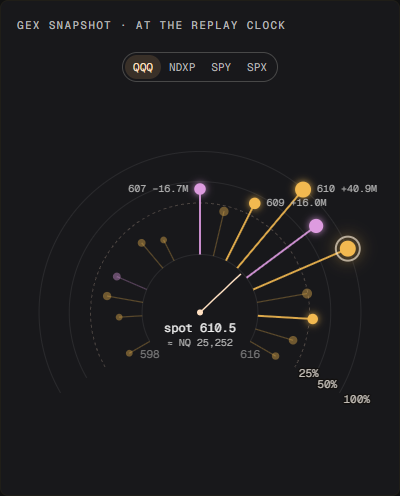 GEX SNAPSHOT · AT THE REPLAY CLOCK
QQQ NDXP SPY SPX
607 −16.7M
610 +40.9M
609 +16.0M
spot 610.5
≈ NQ 25,252
598
616
25%
50%
100%